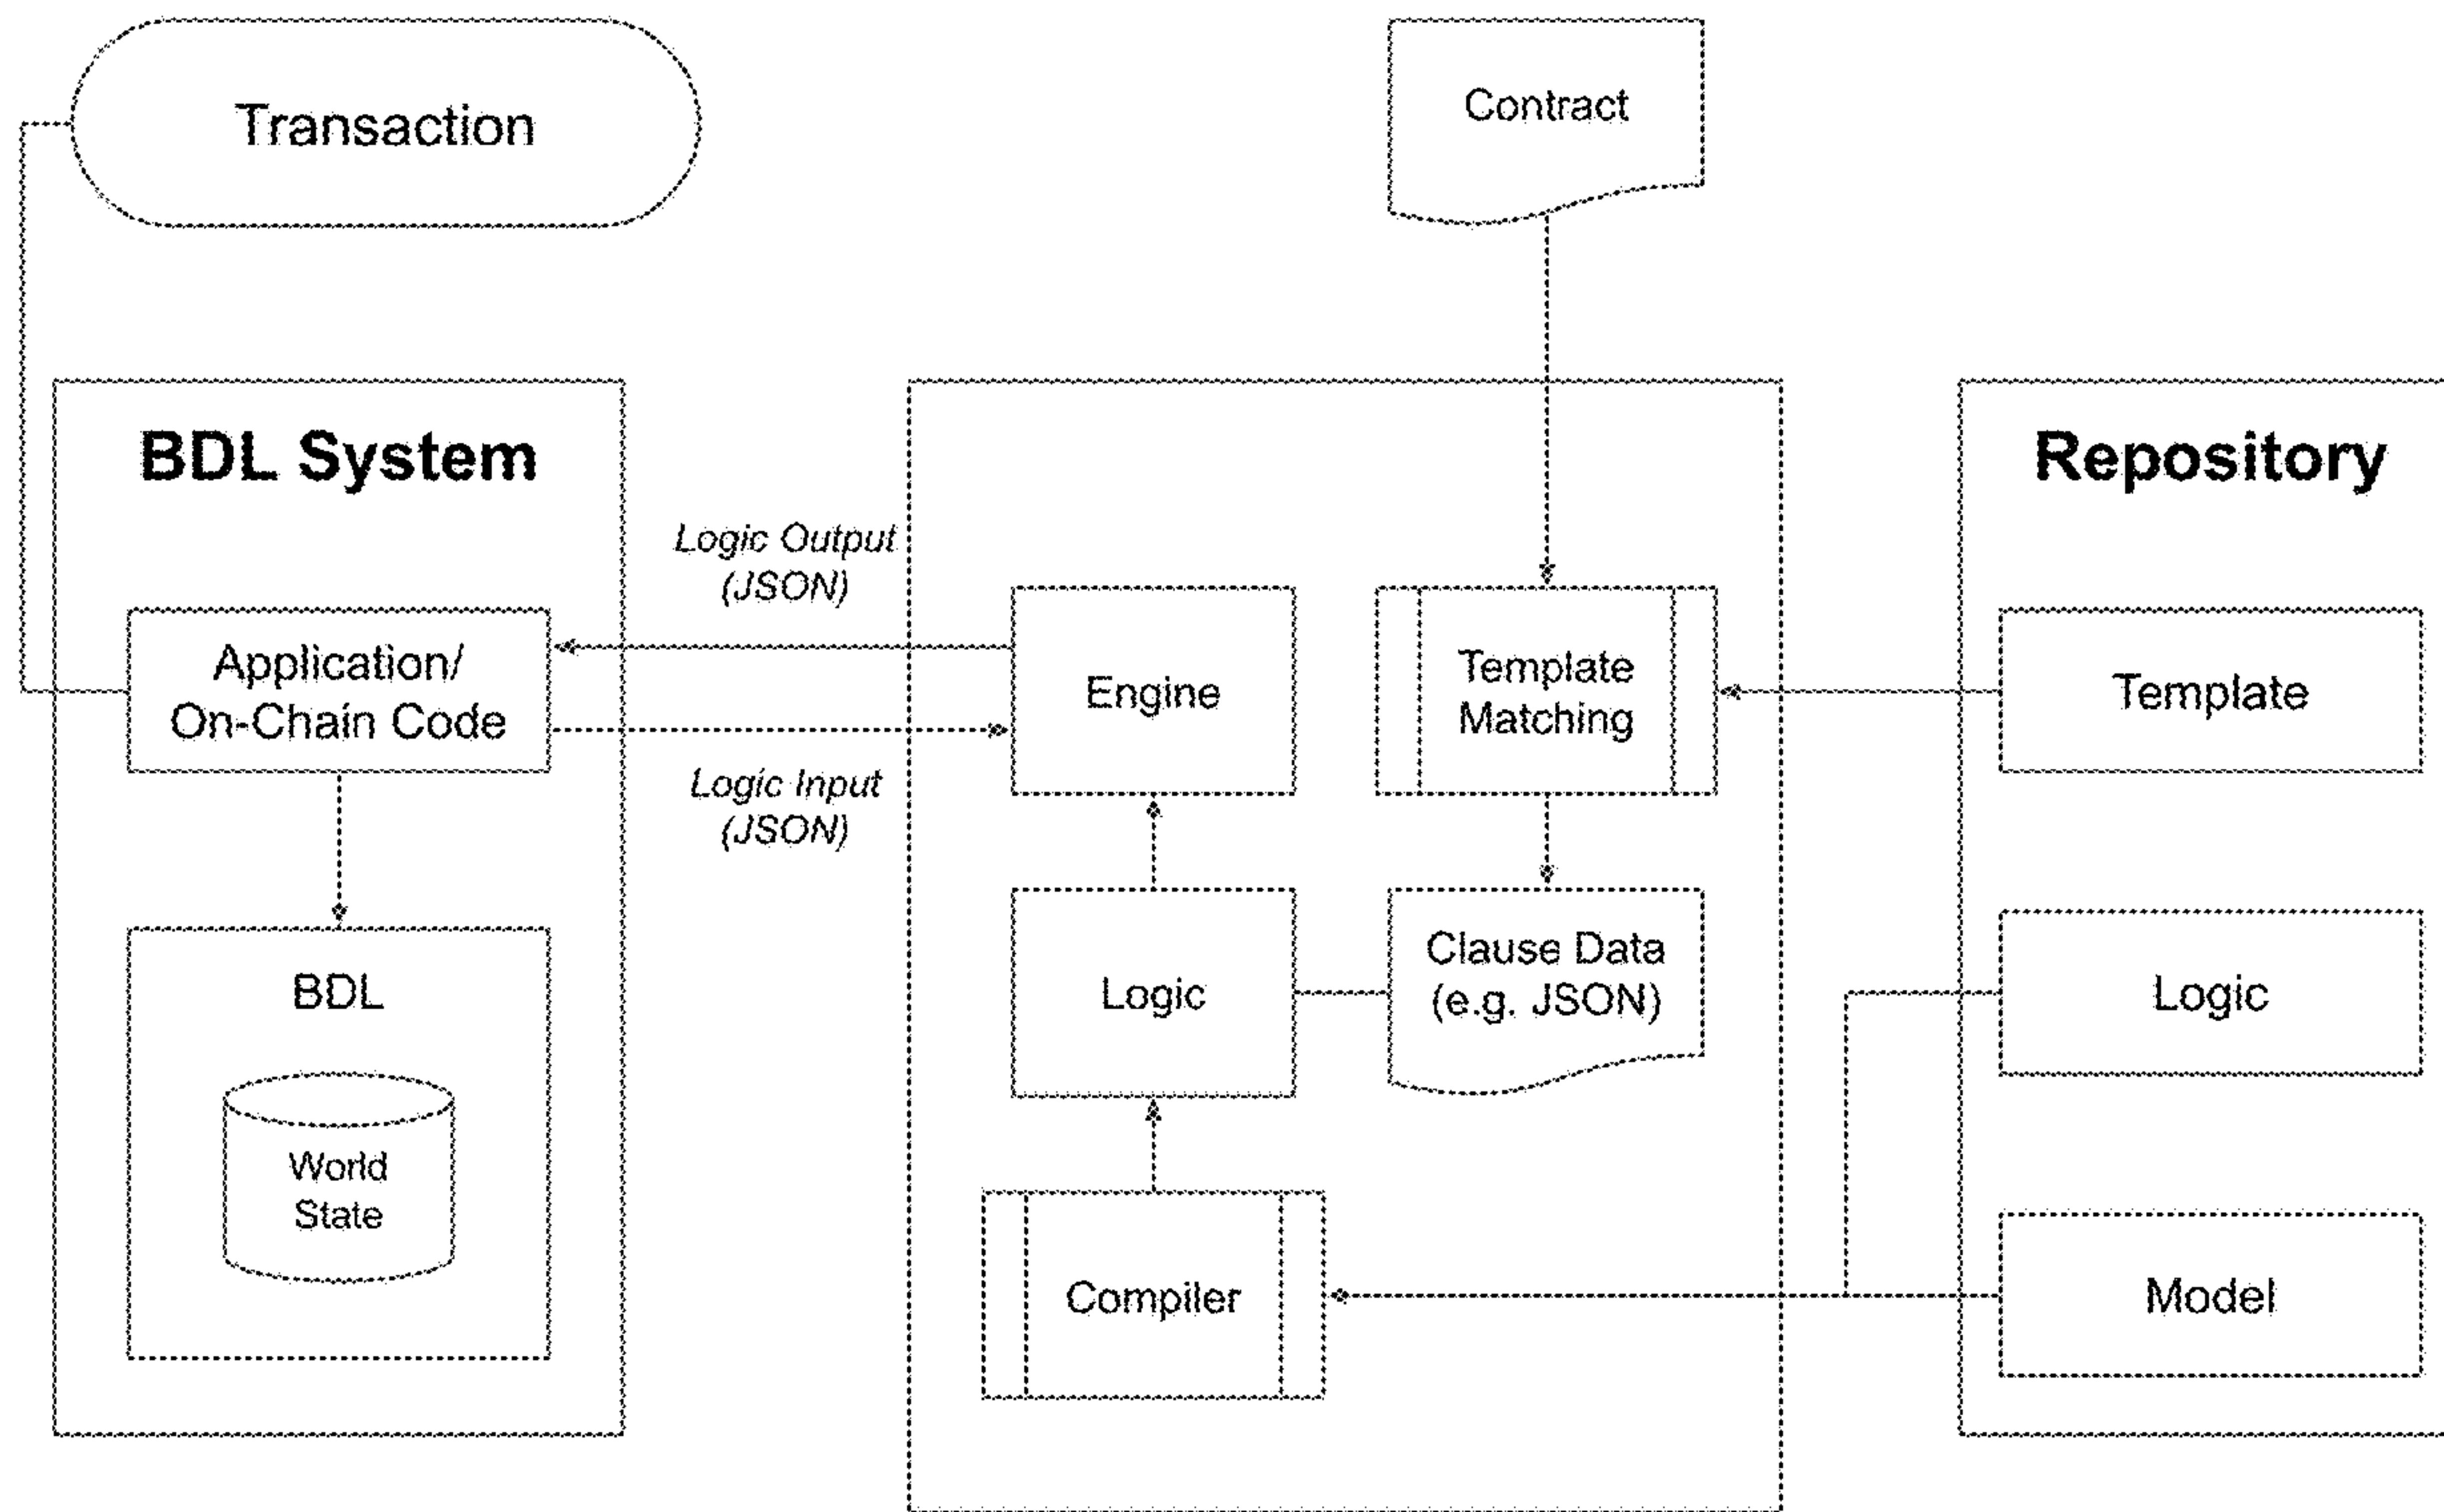 Transaction
Contract
BDL System
Repository
Logic Output
(JSON)
Application/
On-Chain Code
Engine
Template
Matching
Template
Logic Input
(JSON)
BDL
Logic
Clause Data
(e.g. JSON)
Logic
World
State
Compiler
Model